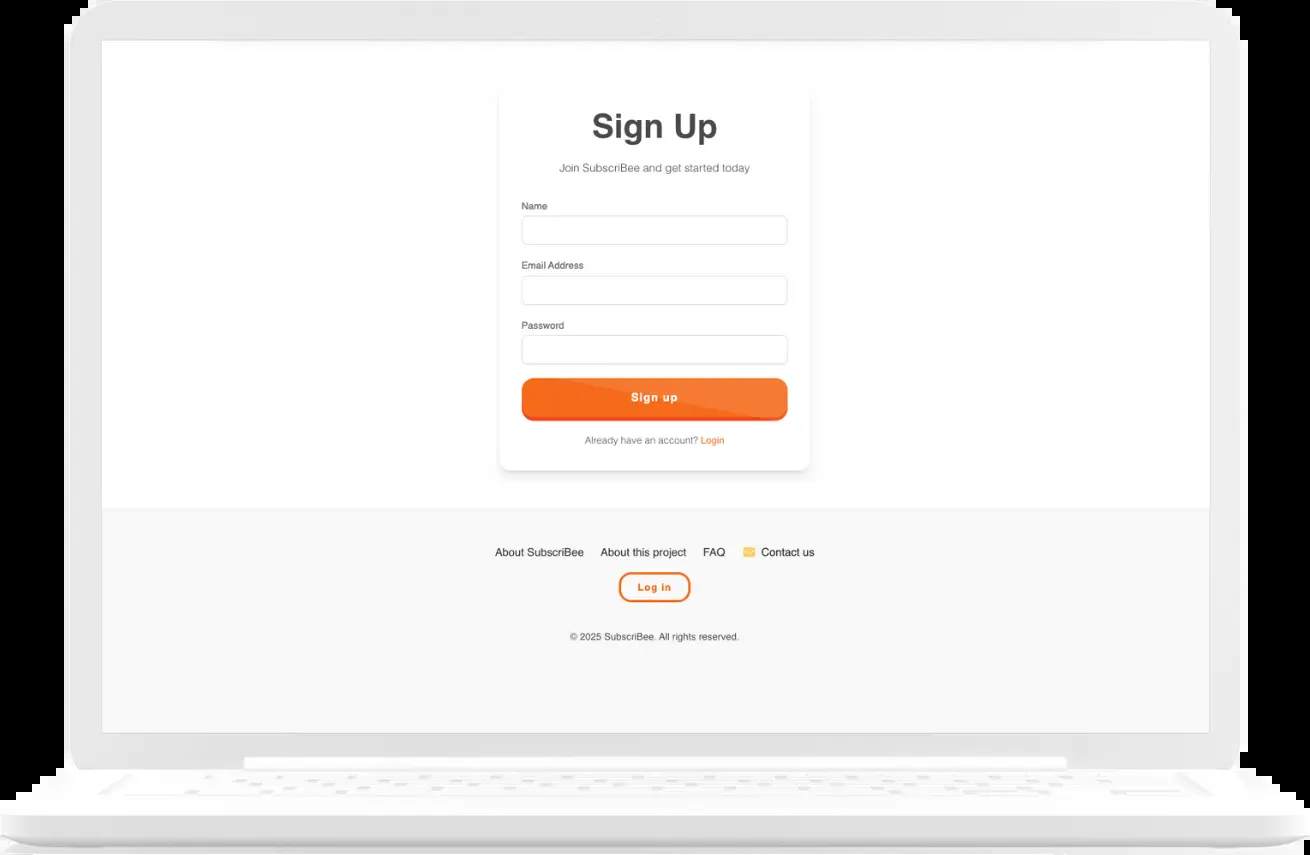 Sign Up
Join SubscriBee and get started today
Name
Email Address
Password
Sign up
Already have an account? Login
About SubscriBee About this project FAQ Contact us
Log in
© 2025 SubscriBee. All rights reserved.